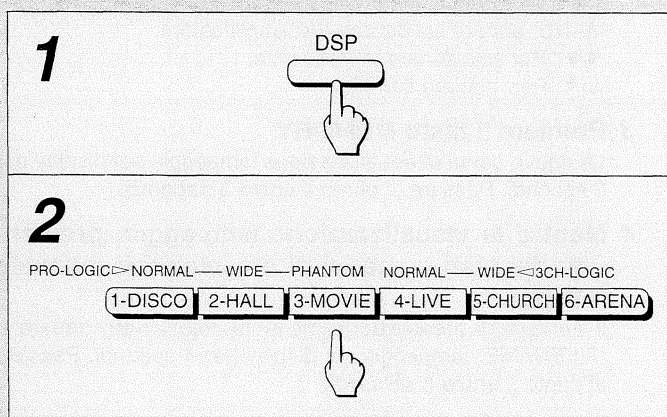 1
DSP
2
PRO-LOGIC▷NORMAL——WIDE——PHANTOM NORMAL——WIDE◁3CH-LOGIC
1-DISCO 2-HALL 3-MOVIE 4-LIVE 5-CHURCH 6-ARENA